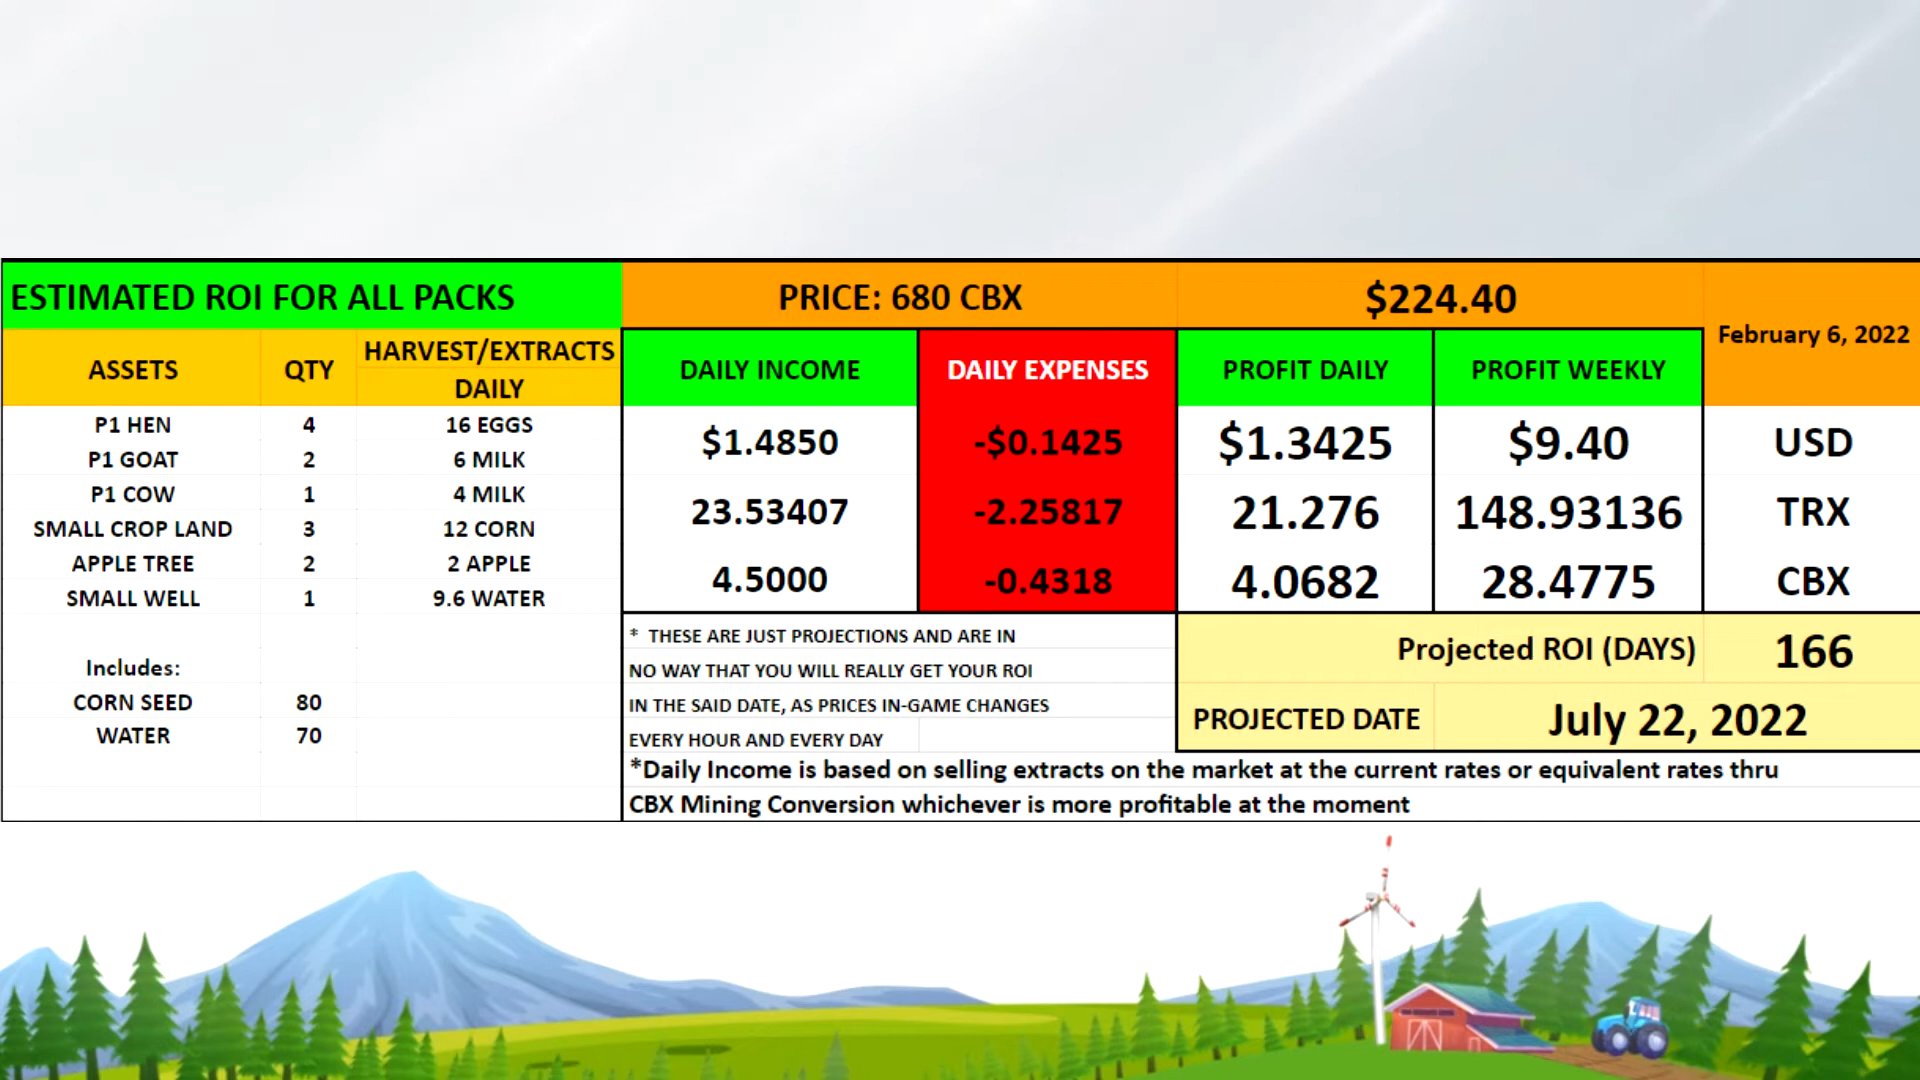 ESTIMATED ROI FOR ALL PACKS PRICE: 680 CBX $224.40 February 6, 2022
ASSETS QTY HARVEST/EXTRACTS DAILY DAILY INCOME DAILY EXPENSES PROFIT DAILY PROFIT WEEKLY
P1 HEN 4 16 EGGS
P1 GOAT 2 6 MILK
P1 COW 1 4 MILK
SMALL CROP LAND 3 12 CORN
APPLE TREE 2 2 APPLE
SMALL WELL 1 9.6 WATER
Includes:
CORN SEED 80
WATER 70
$1.4850 -$0.1425 $1.3425 $9.40 USD
23.53407 -2.25817 21.276 148.93136 TRX
4.5000 -0.4318 4.0682 28.4775 CBX
* THESE ARE JUST PROJECTIONS AND ARE IN
NO WAY THAT YOU WILL REALLY GET YOUR ROI
IN THE SAID DATE, AS PRICES IN-GAME CHANGES
EVERY HOUR AND EVERY DAY
Projected ROI (DAYS) 166
PROJECTED DATE July 22, 2022
*Daily Income is based on selling extracts on the market at the current rates or equivalent rates thru
CBX Mining Conversion whichever is more profitable at the moment